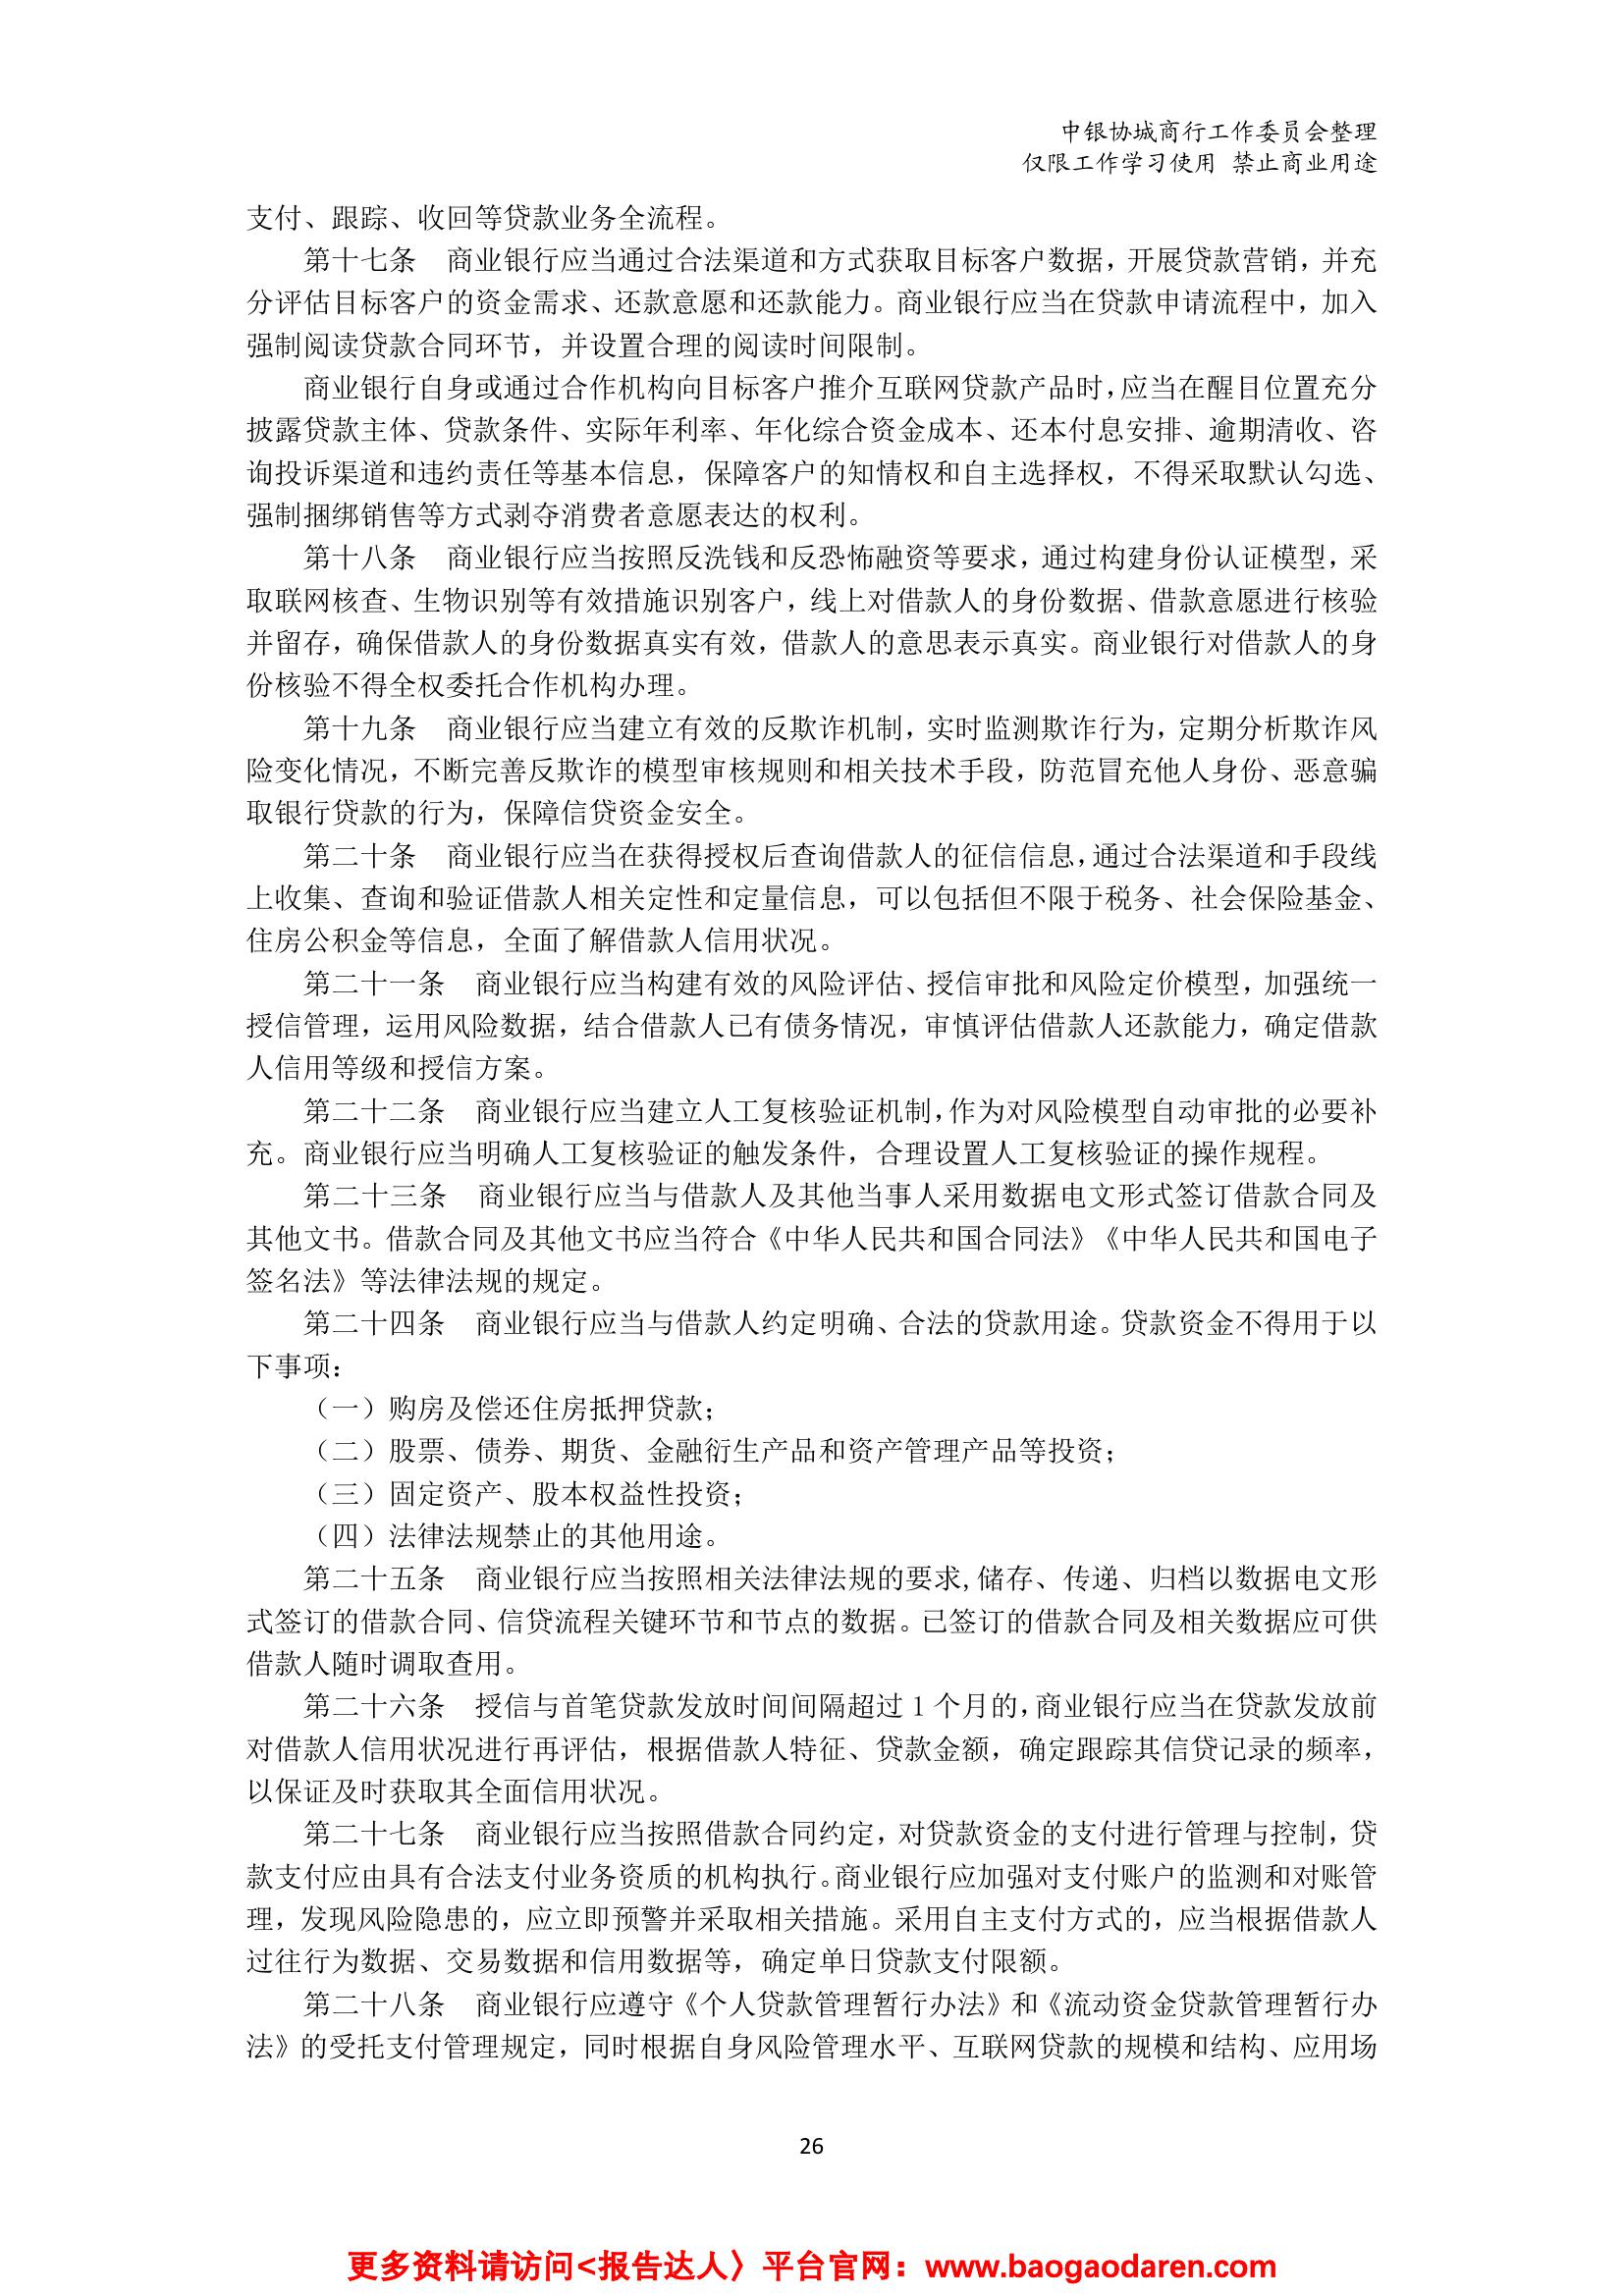 中银协城商行工作委员会整理
仅限工作学习使用 禁止商业用途
支付、跟踪、收回等贷款业务全流程。
第十七条　商业银行应当通过合法渠道和方式获取目标客户数据，开展贷款营销，并充
分评估目标客户的资金需求、还款意愿和还款能力。商业银行应当在贷款申请流程中，加入
强制阅读贷款合同环节，并设置合理的阅读时间限制。
商业银行自身或通过合作机构向目标客户推介互联网贷款产品时，应当在醒目位置充分
披露贷款主体、贷款条件、实际年利率、年化综合资金成本、还本付息安排、逾期清收、咨
询投诉渠道和违约责任等基本信息，保障客户的知情权和自主选择权，不得采取默认勾选、
强制捆绑销售等方式剥夺消费者意愿表达的权利。
第十八条　商业银行应当按照反洗钱和反恐怖融资等要求，通过构建身份认证模型，采
取联网核查、生物识别等有效措施识别客户，线上对借款人的身份数据、借款意愿进行核验
并留存，确保借款人的身份数据真实有效，借款人的意思表示真实。商业银行对借款人的身
份核验不得全权委托合作机构办理。
第十九条　商业银行应当建立有效的反欺诈机制，实时监测欺诈行为，定期分析欺诈风
险变化情况，不断完善反欺诈的模型审核规则和相关技术手段，防范冒充他人身份、恶意骗
取银行贷款的行为，保障信贷资金安全。
第二十条　商业银行应当在获得授权后查询借款人的征信信息，通过合法渠道和手段线
上收集、查询和验证借款人相关定性和定量信息，可以包括但不限于税务、社会保险基金、
住房公积金等信息，全面了解借款人信用状况。
第二十一条　商业银行应当构建有效的风险评估、授信审批和风险定价模型，加强统一
授信管理，运用风险数据，结合借款人已有债务情况，审慎评估借款人还款能力，确定借款
人信用等级和授信方案。
第二十二条　商业银行应当建立人工复核验证机制，作为对风险模型自动审批的必要补
充。商业银行应当明确人工复核验证的触发条件，合理设置人工复核验证的操作规程。
第二十三条　商业银行应当与借款人及其他当事人采用数据电文形式签订借款合同及
其他文书。借款合同及其他文书应当符合《中华人民共和国合同法》《中华人民共和国电子
签名法》等法律法规的规定。
第二十四条　商业银行应当与借款人约定明确、合法的贷款用途。贷款资金不得用于以
下事项：
（一）购房及偿还住房抵押贷款；
（二）股票、债券、期货、金融衍生产品和资产管理产品等投资；
（三）固定资产、股本权益性投资；
（四）法律法规禁止的其他用途。
第二十五条　商业银行应当按照相关法律法规的要求,储存、传递、归档以数据电文形
式签订的借款合同、信贷流程关键环节和节点的数据。已签订的借款合同及相关数据应可供
借款人随时调取查用。
第二十六条　授信与首笔贷款发放时间间隔超过 1 个月的，商业银行应当在贷款发放前
对借款人信用状况进行再评估，根据借款人特征、贷款金额，确定跟踪其信贷记录的频率，
以保证及时获取其全面信用状况。
第二十七条　商业银行应当按照借款合同约定，对贷款资金的支付进行管理与控制，贷
款支付应由具有合法支付业务资质的机构执行。商业银行应加强对支付账户的监测和对账管
理，发现风险隐患的，应立即预警并采取相关措施。采用自主支付方式的，应当根据借款人
过往行为数据、交易数据和信用数据等，确定单日贷款支付限额。
第二十八条　商业银行应遵守《个人贷款管理暂行办法》和《流动资金贷款管理暂行办
法》的受托支付管理规定，同时根据自身风险管理水平、互联网贷款的规模和结构、应用场
26
更多资料请访问<报告达人〉平台官网：www.baogaodaren.com